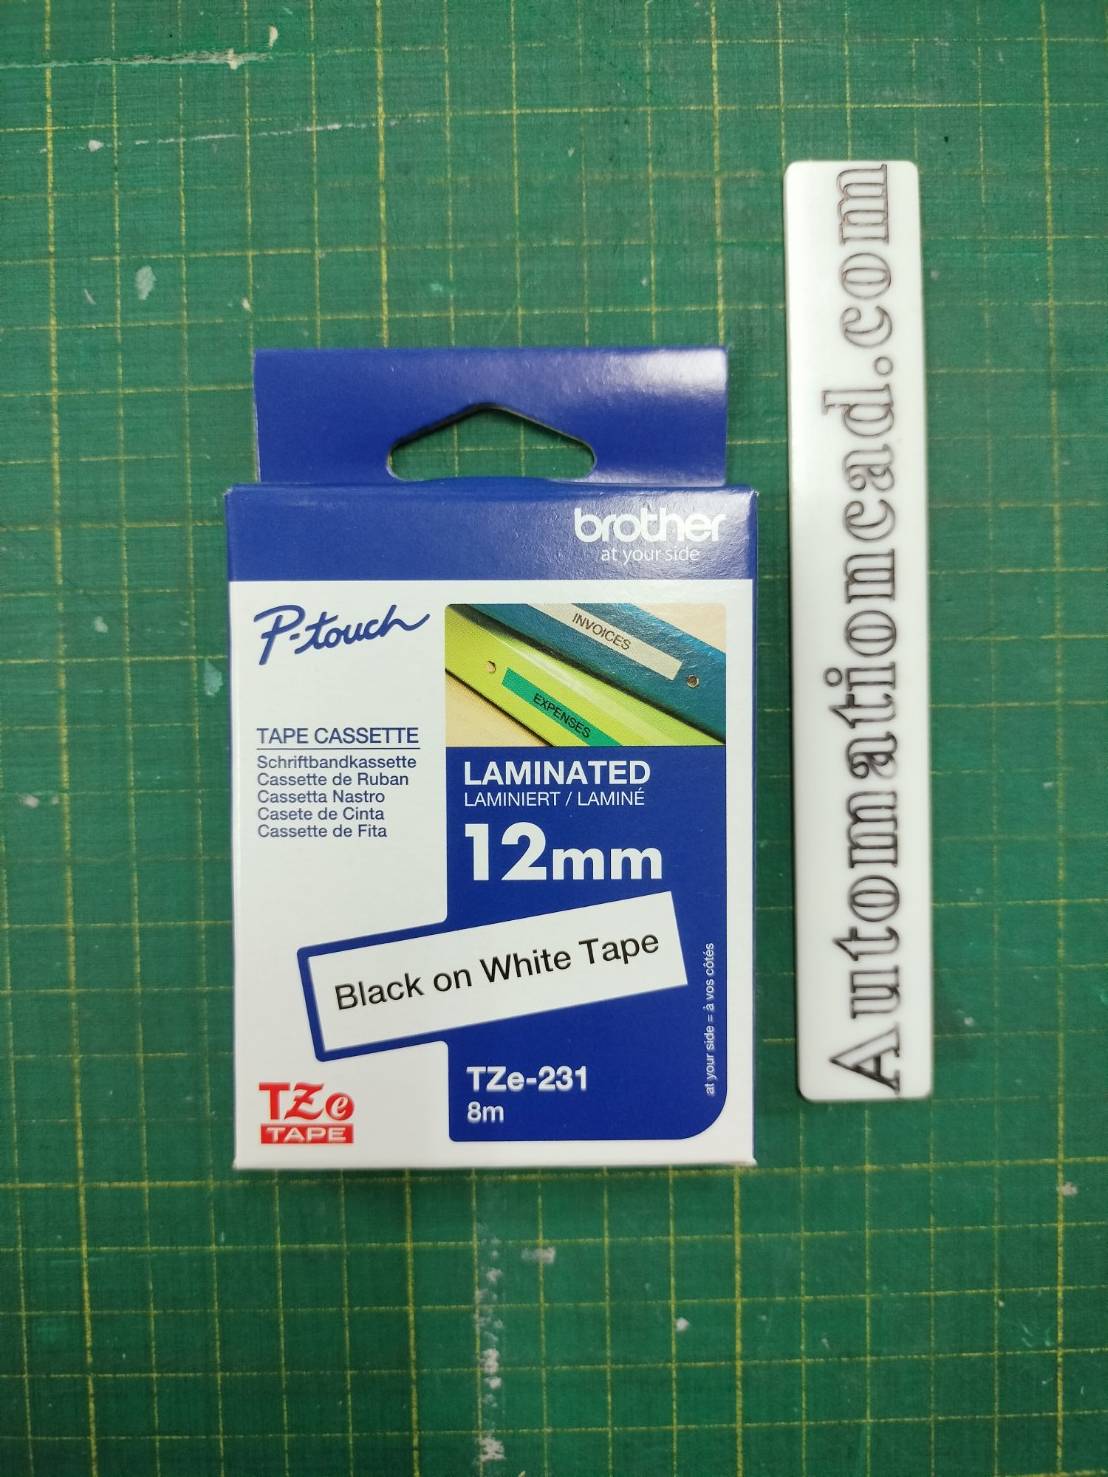 brother
at your side
P-touch
INVOICES
EXPENSES
TAPE CASSETTE
Schriftbandkassette
Cassette de Ruban
Cassetta Nastro
Casete de Cinta
Cassette de Fita
LAMINATED
LAMINIERT / LAMINÉ
12mm
Black on White Tape
TZe-231
8m
at your side = à vos côtés
TZe
TAPE
Automationcad.com